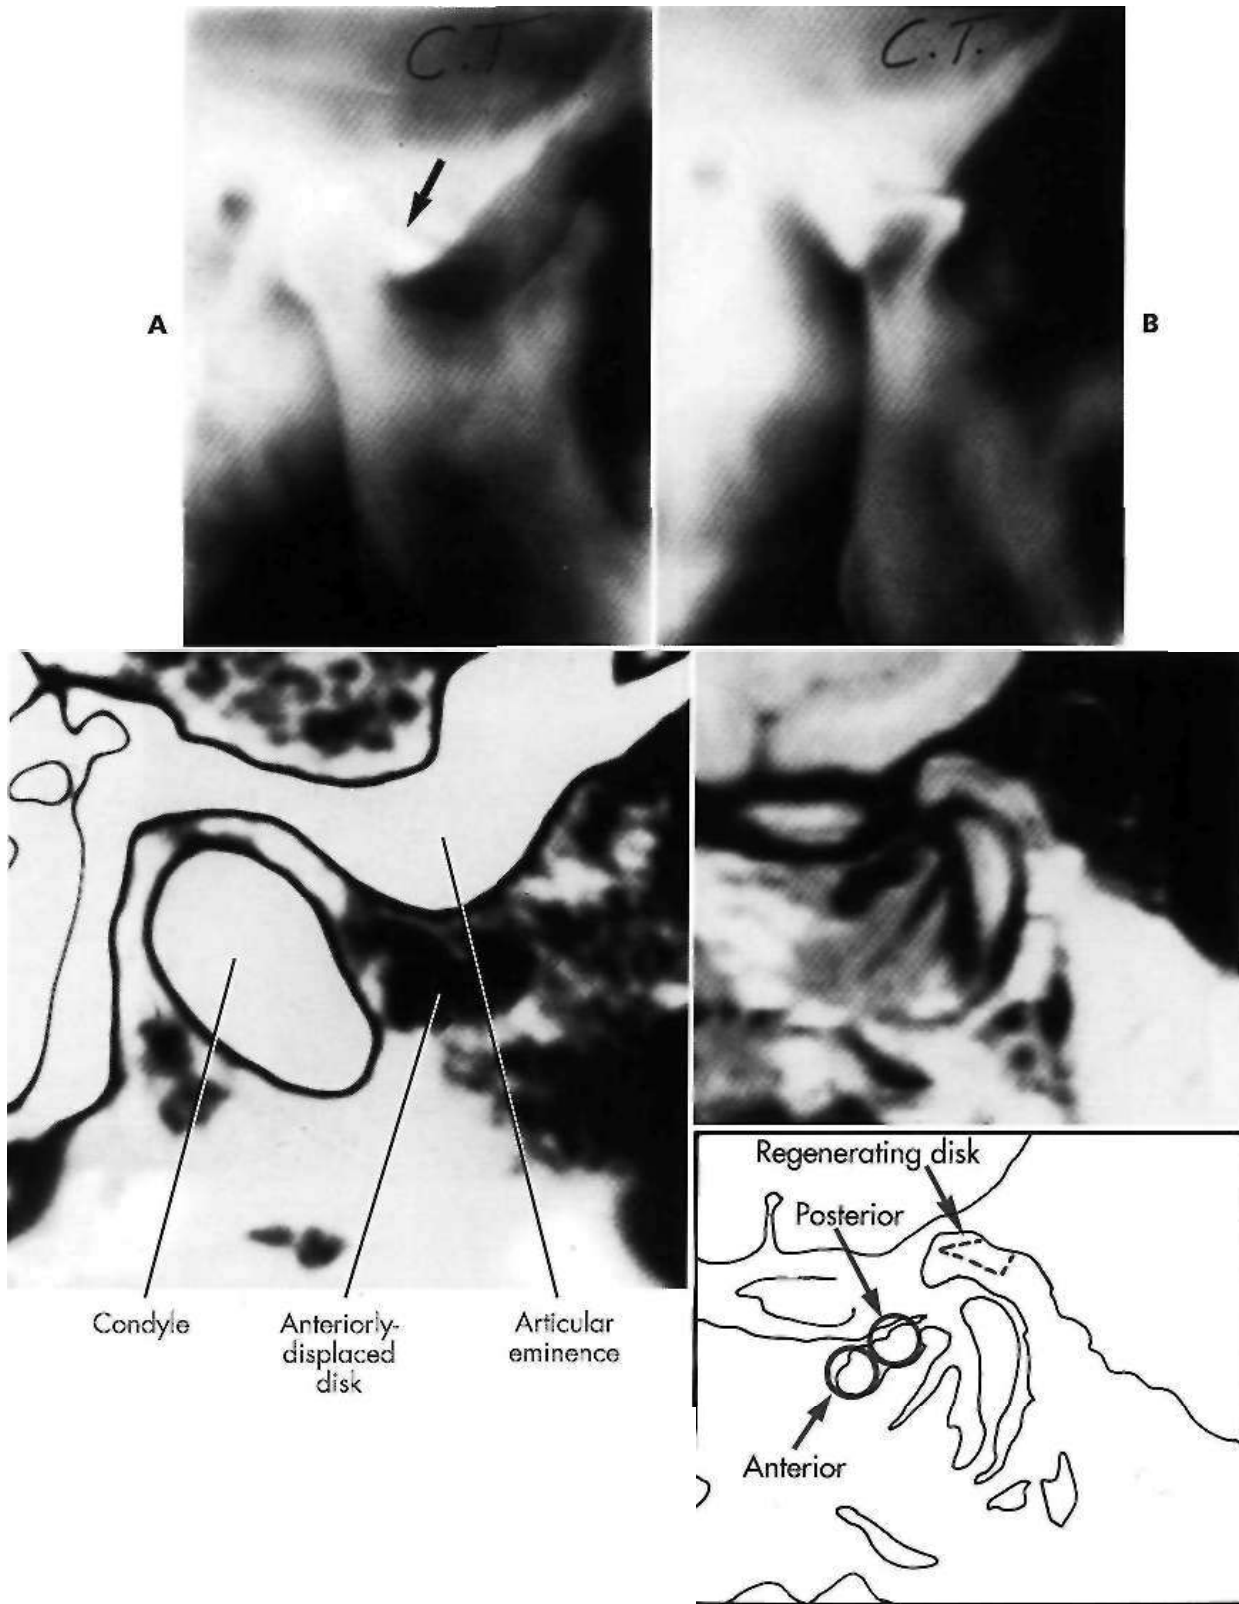 C.T.
C.T.
A
B
Condyle
Anteriorly-
displaced
disk
Articular
eminence
Regenerating disk
Posterior
Anterior